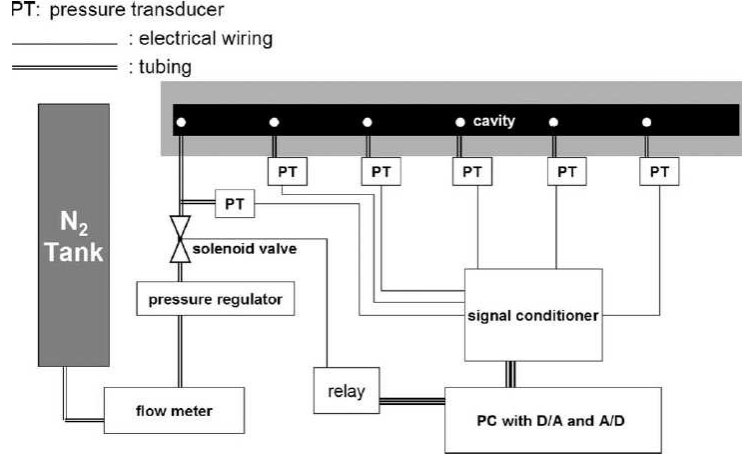 PT: pressure transducer
: electrical wiring
: tubing
cavity
PT
PT
PT
PT
PT
PT
N2
Tank
solenoid valve
pressure regulator
signal conditioner
relay
flow meter
PC with D/A and A/D